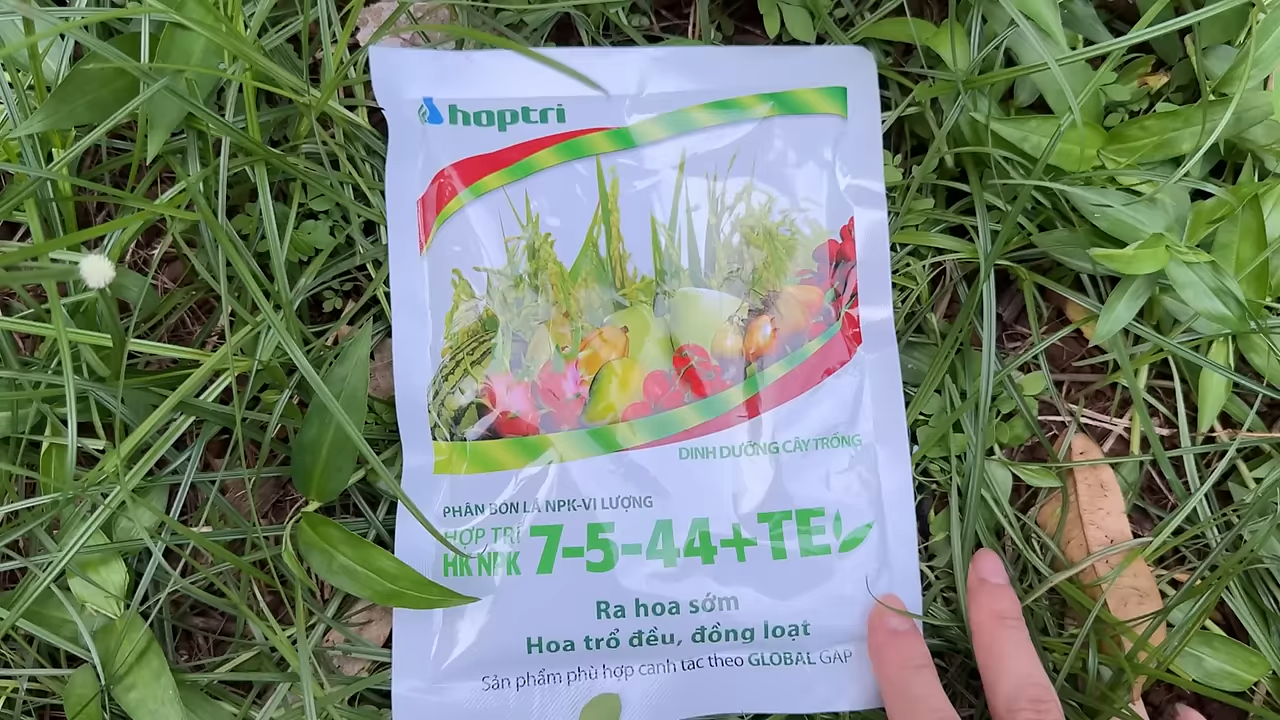 hoptri
DINH DƯỠNG CÂY TRỒNG
PHÂN BÓN LÁ NPK-VI LƯỢNG
HỢP TRÍ
HK NPK 7-5-44+TE
Ra hoa sớm
Hoa trổ đều, đồng loạt
Sản phẩm phù hợp canh tác theo GLOBAL GAP